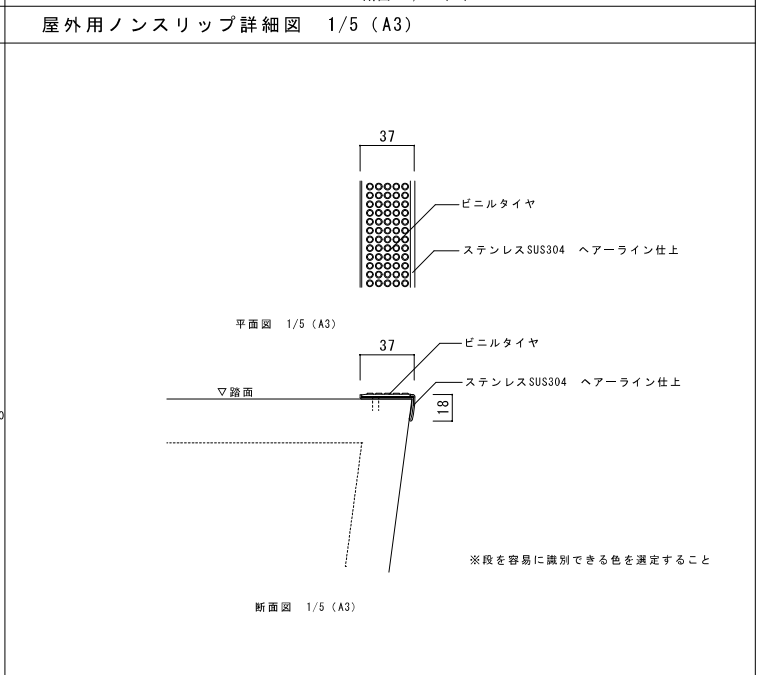 屋外用ノンスリップ詳細図　1/5（A3）
37
ビニルタイヤ
ステンレスSUS304　ヘアーライン仕上
平面図　1/5（A3）
37
ビニルタイヤ
ステンレスSUS304　ヘアーライン仕上
▽踏面
18
※段を容易に識別できる色を選定すること
断面図　1/5（A3）